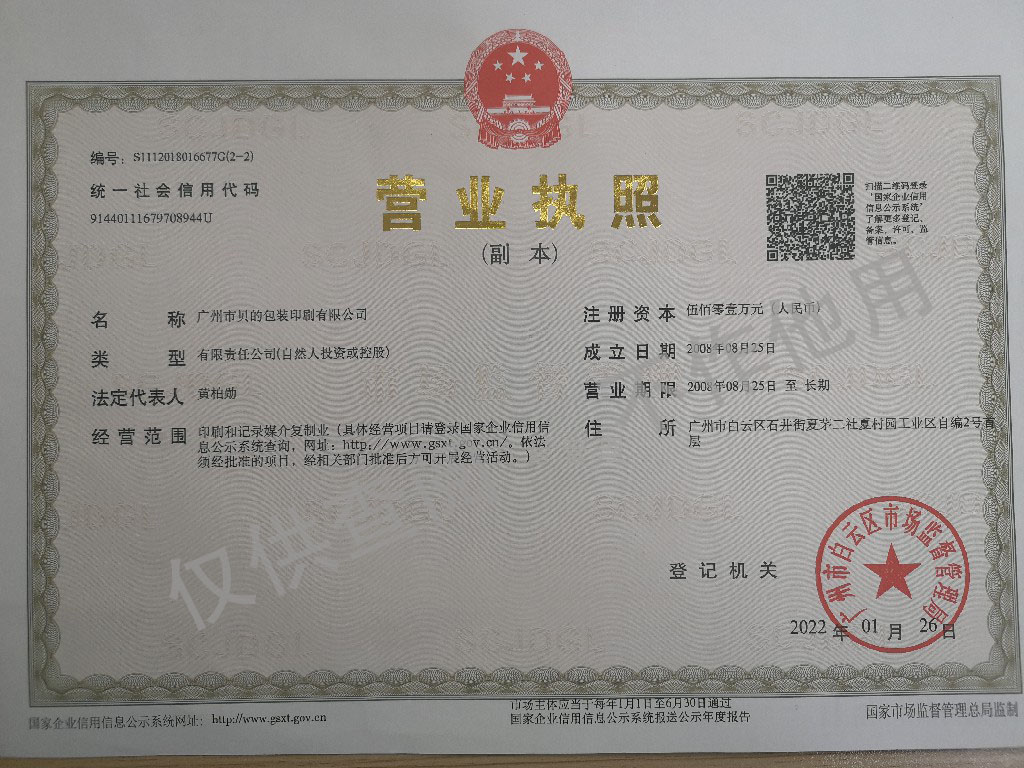 编号：S1112018016677G(2-2)
统一社会信用代码
91440111679708944U
营业执照
(副 本)
扫描二维码登录
“国家企业信用
信息公示系统”
了解更多登记、
备案、许可、监
管信息。
名 称 广州市贝的包装印刷有限公司
类 型 有限责任公司(自然人投资或控股)
法定代表人 黄柏勋
经营范围 印刷和记录媒介复制业（具体经营项目请登录国家企业信用信
息公示系统查询，网址：http://www.gsxt.gov.cn/。依法
须经批准的项目，经相关部门批准后方可开展经营活动。）
注册资本 伍佰零壹万元（人民币）
成立日期 2008年08月25日
营业期限 2008年08月25日 至 长期
住 所 广州市白云区石井街夏茅二社夏村园工业区自编2号首
层
仅供查
作他用
登记机关
广州市白云区市场监督管理局
2022 年 01 月 26 日
国家企业信用信息公示系统网址：http://www.gsxt.gov.cn
市场主体应当于每年1月1日至6月30日通过
国家企业信用信息公示系统报送公示年度报告
国家市场监督管理总局监制